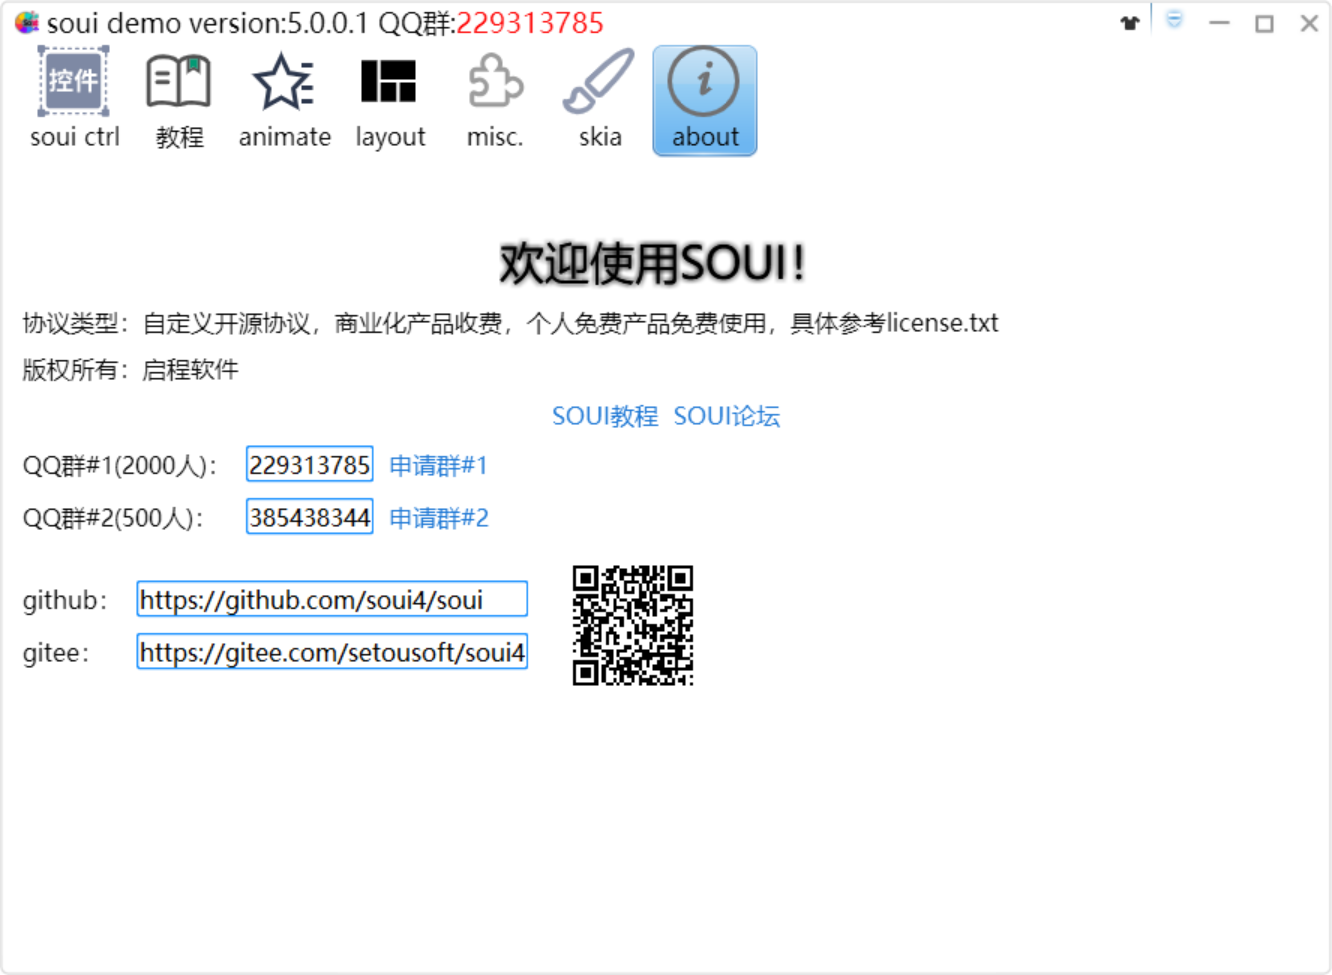 soui demo version:5.0.0.1 QQ群:229313785
控件
soui ctrl 教程 animate layout misc. skia about
欢迎使用SOUI！
协议类型：自定义开源协议，商业化产品收费，个人免费产品免费使用，具体参考license.txt
版权所有：启程软件
SOUI教程 SOUI论坛
QQ群#1(2000人)： 229313785 申请群#1
QQ群#2(500人)： 385438344 申请群#2
github： https://github.com/soui4/soui
gitee： https://gitee.com/setousoft/soui4